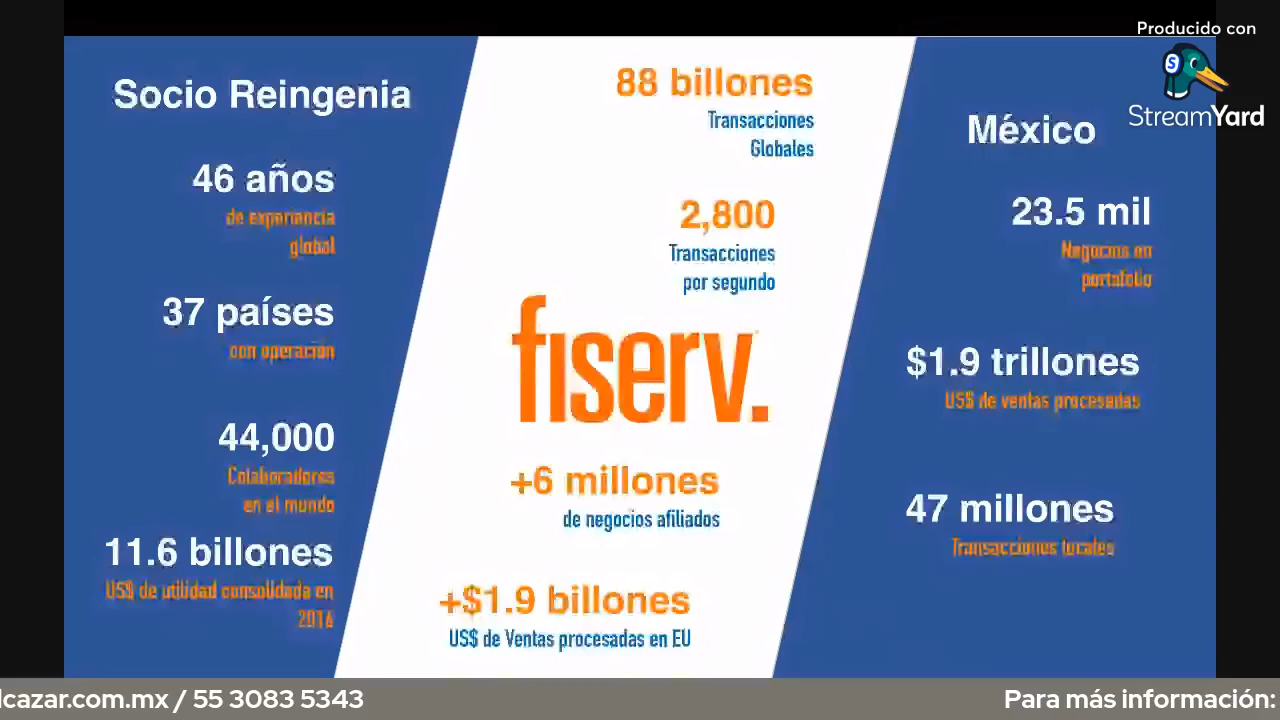 Producido con
StreamYard
Socio Reingenia
46 años
de experiencia
global
37 países
con operación
44,000
Colaboradores
en el mundo
11.6 billones
US$ de utilidad consolidada en
2016
88 billones
Transacciones
Globales
2,800
Transacciones
por segundo
fiserv.
+6 millones
de negocios afiliados
+$1.9 billones
US$ de Ventas procesadas en EU
México
23.5 mil
Negocios en
portafolio
$1.9 trillones
US$ de ventas procesadas
47 millones
Transacciones locales
lcazar.com.mx / 55 3083 5343
Para más información: